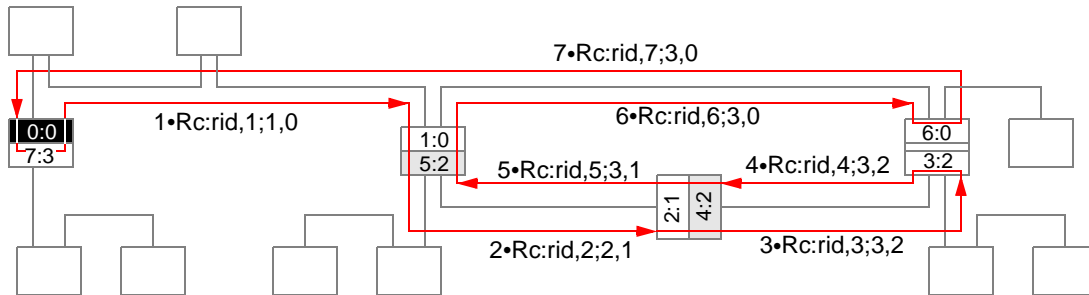 7•Rc:rid,7;3,0
0:0
7:3
1•Rc:rid,1;1,0
1:0
5:2
6•Rc:rid,6;3,0
6:0
3:2
5•Rc:rid,5;3,1
4•Rc:rid,4;3,2
2:1
4:2
2•Rc:rid,2;2,1
3•Rc:rid,3;3,2